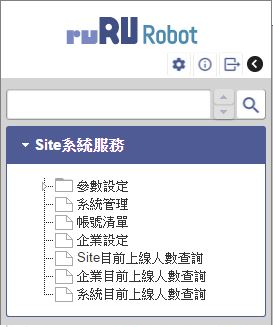 ruRU Robot
Site系統服務
參數設定
系統管理
帳號清單
企業設定
Site目前上線人數查詢
企業目前上線人數查詢
系統目前上線人數查詢